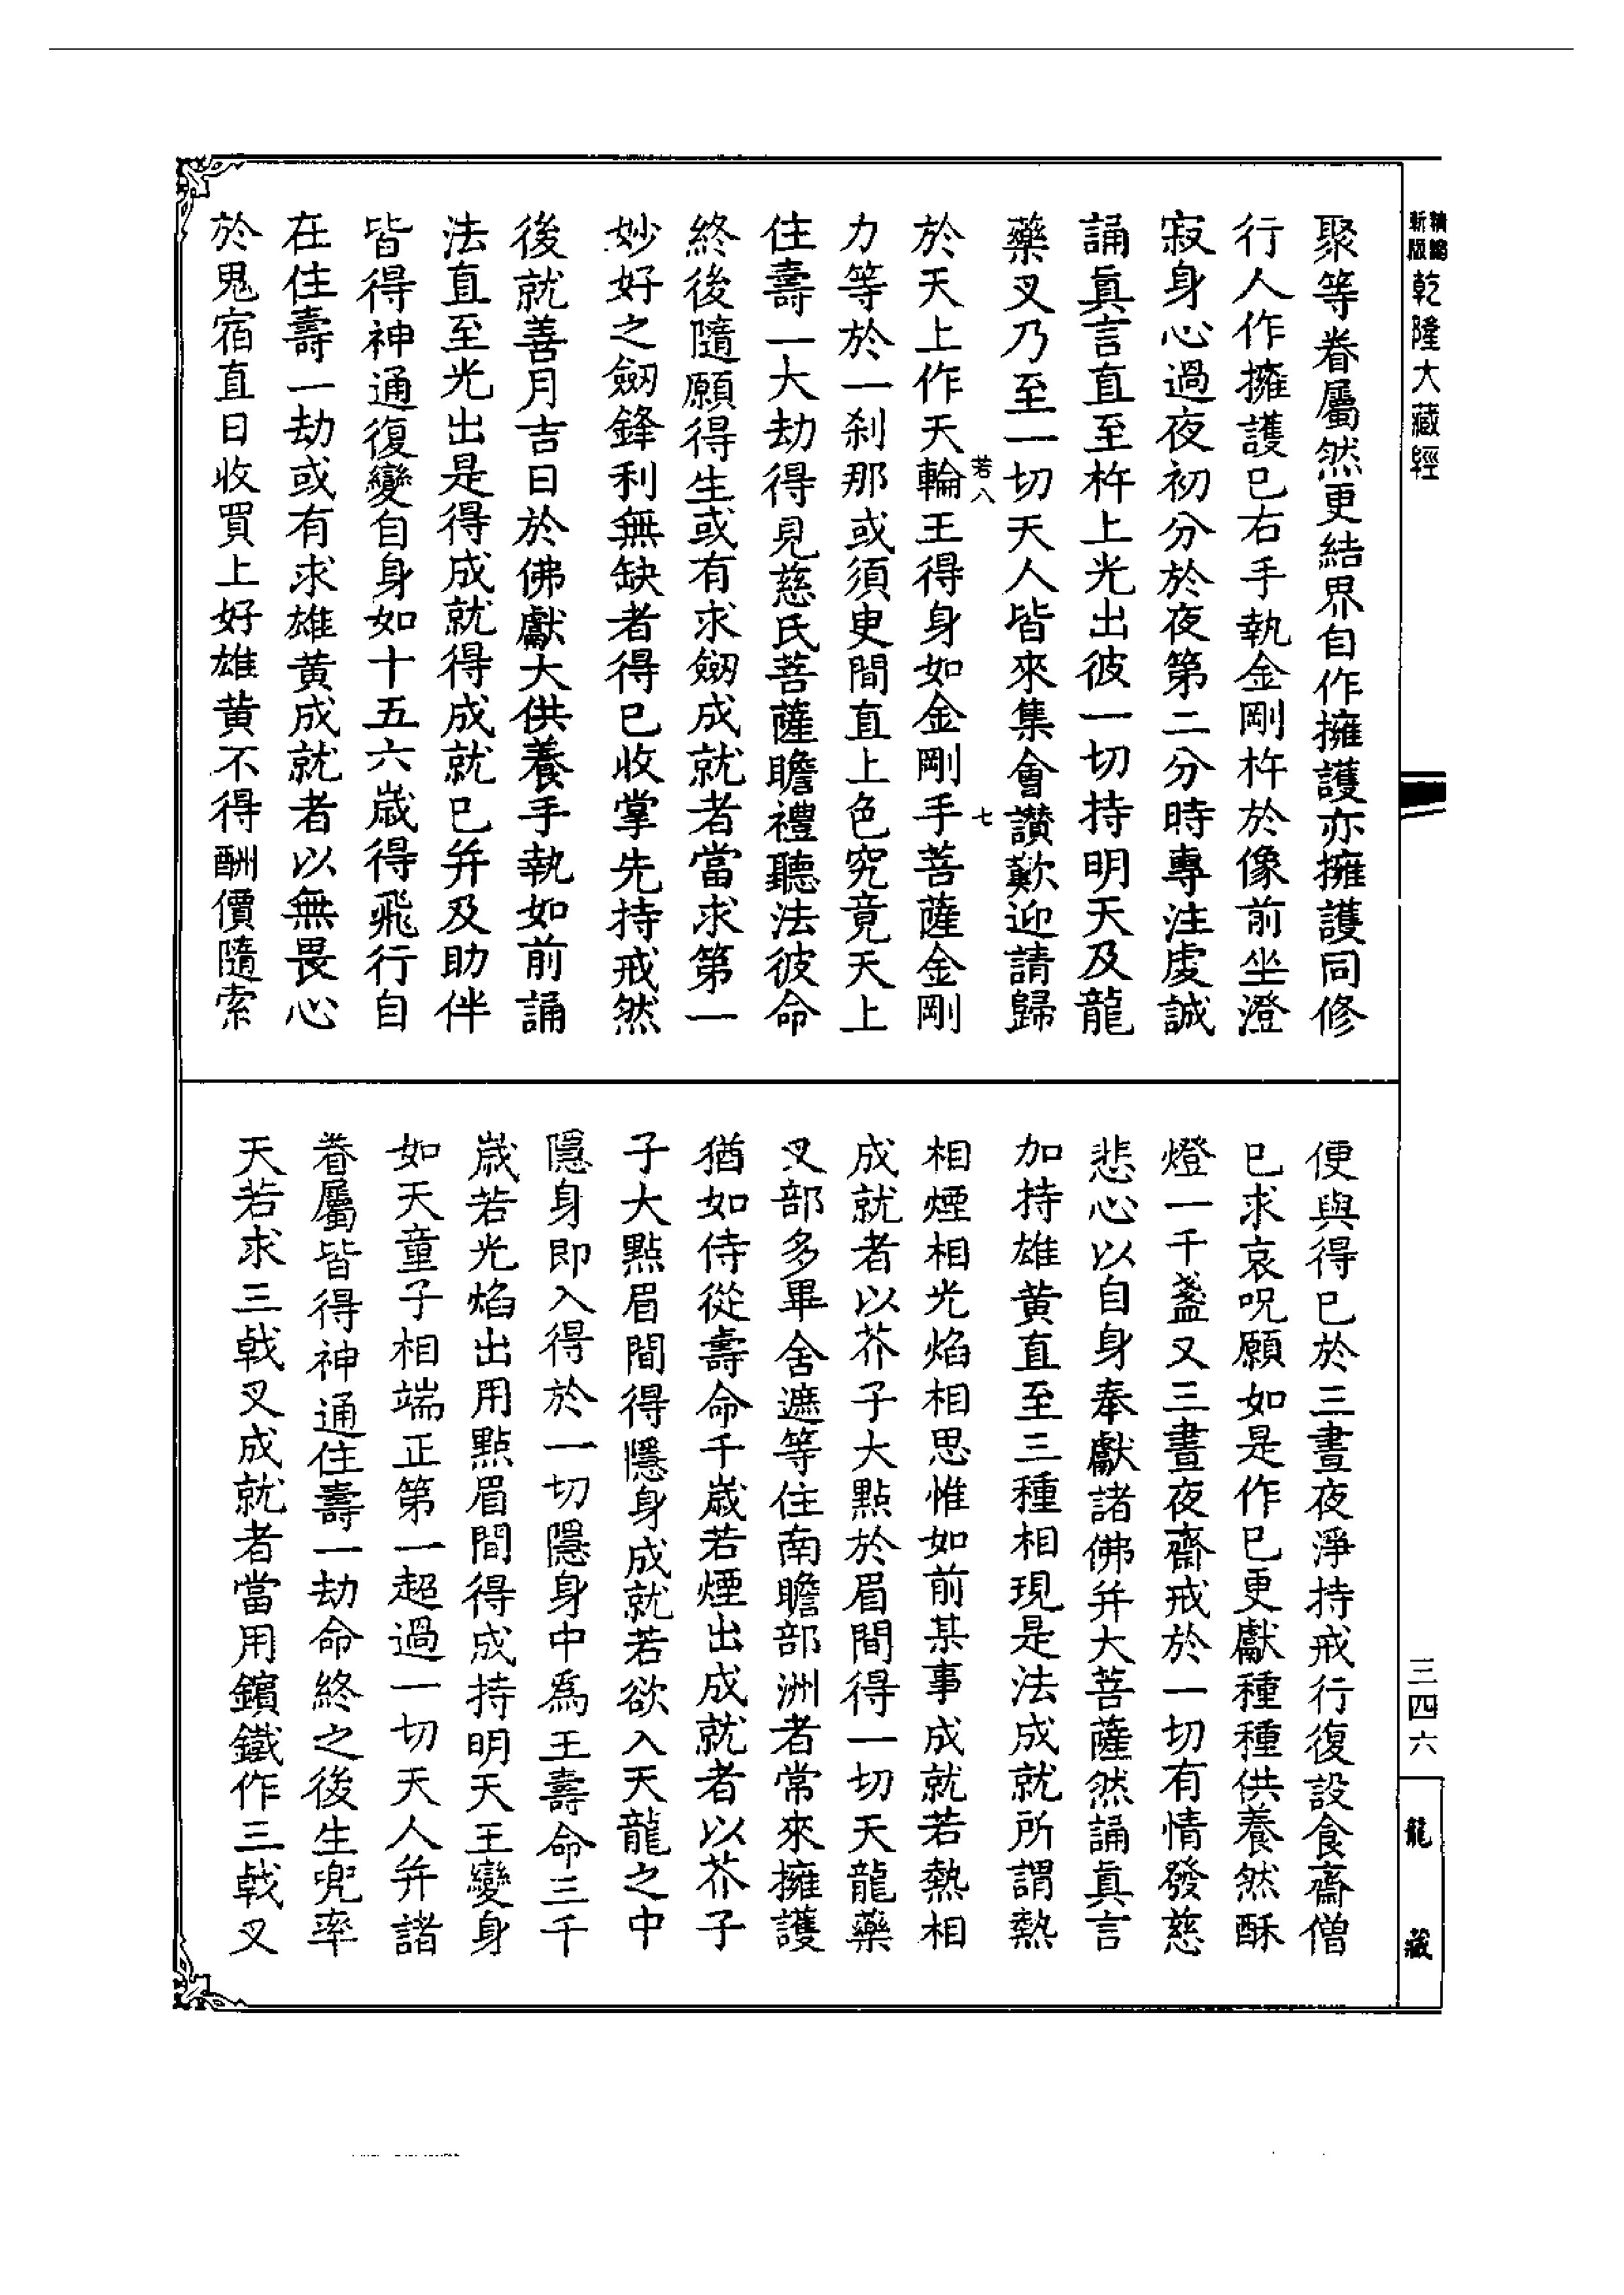 精鵭
新版
乾隆大藏經
聚等眷屬然更結界自作擁護亦擁護同修
行人作擁護巳右手執金剛杵於像前坐澄
寂身心過夜初分於夜第二分時專注虔誠
誦真言直至杵上光出彼一切持明天及龍
藥叉乃至一切天人皆來集會讚歎迎請歸
若八
七
於天上作天輪王得身如金剛手菩薩金剛
力等於一剎那或須臾間直上色究竟天上
住壽一大劫得見慈氏菩薩瞻禮聽法彼命
終後隨願得生或有求劒成就者當求第一
妙好之劒鋒利無缺者得已收掌先持戒然
後就善月吉日於佛獻大供養手執如前誦
法直至光出是得成就得成就巳并及助伴
皆得神通復變自身如十五六歲得飛行自
在住壽一劫或有求雄黃成就者以無畏心
於鬼宿直日收買上好雄黃不得酬價隨索
便與得巳於三晝夜淨持戒行復設食齋僧
巳求哀呪願如是作巳更獻種種供養然酥
燈一千盞又三晝夜齋戒於一切有情發慈
悲心以自身奉獻諸佛并大菩薩然誦真言
加持雄黃直至三種相現是法成就所謂熱
相煙相光焰相思惟如前某事成就若熱相
成就者以芥子大點於眉間得一切天龍藥
叉部多畢舍遮等住南瞻部洲者常來擁護
猶如侍從壽命千歲若煙出成就者以芥子
子大點眉間得隱身成就若欲入天龍之中
隱身即入得於一切隱身中為王壽命三千
歲若光焰出用點眉間得成持明天王變身
如天童子相端正第一超過一切天人并諸
眷屬皆得神通住壽一劫命終之後生兜率
天若求三戟叉成就者當用鑌鐵作三戟叉
三四六
龍藏